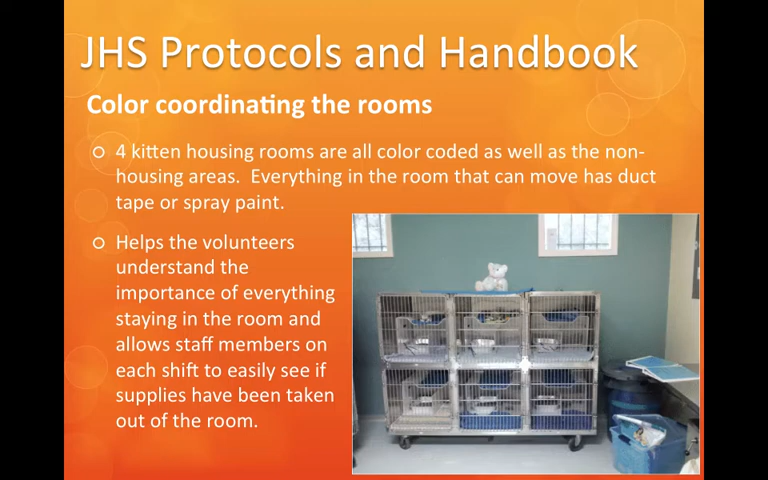 JHS Protocols and Handbook
Color coordinating the rooms
4 kitten housing rooms are all color coded as well as the non-
housing areas.  Everything in the room that can move has duct
tape or spray paint.
Helps the volunteers
understand the
importance of everything
staying in the room and
allows staff members on
each shift to easily see if
supplies have been taken
out of the room.